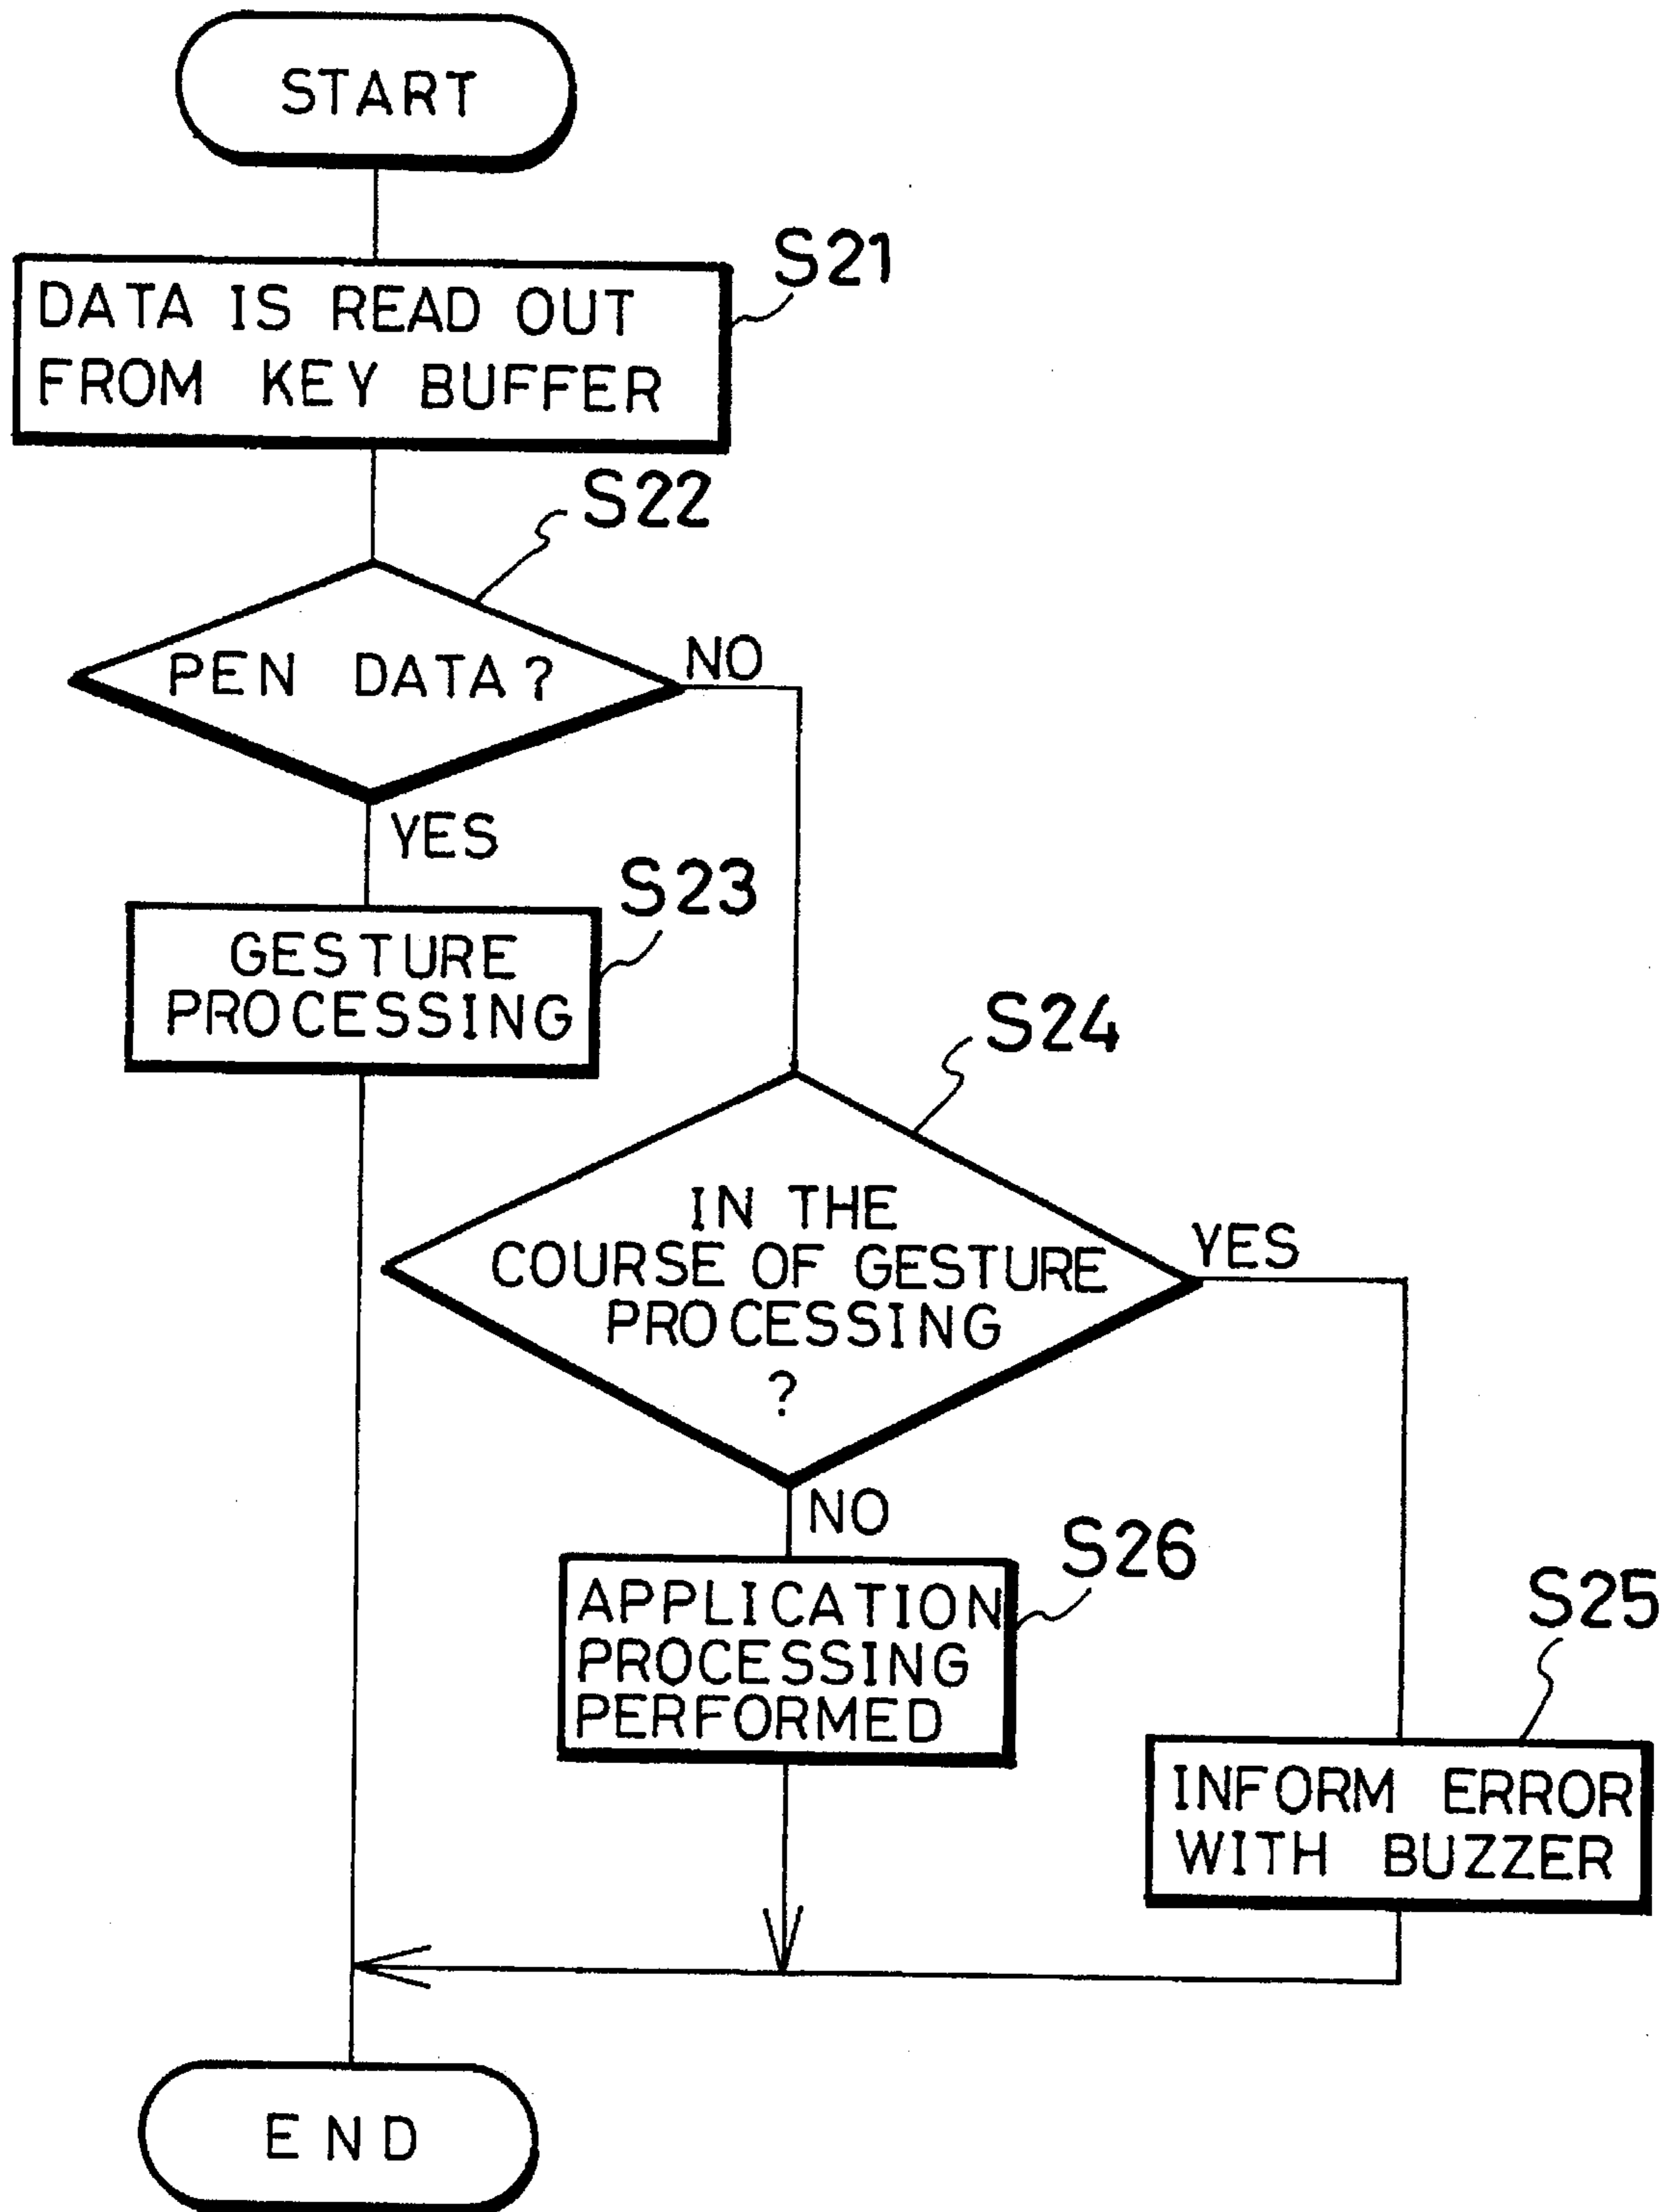 START
S21
DATA IS READ OUT
FROM KEY BUFFER
S22
PEN DATA?
NO
YES
S23
GESTURE
PROCESSING
S24
IN THE
COURSE OF GESTURE
PROCESSING
?
YES
NO
S26
APPLICATION
PROCESSING
PERFORMED
S25
INFORM ERROR
WITH BUZZER
END